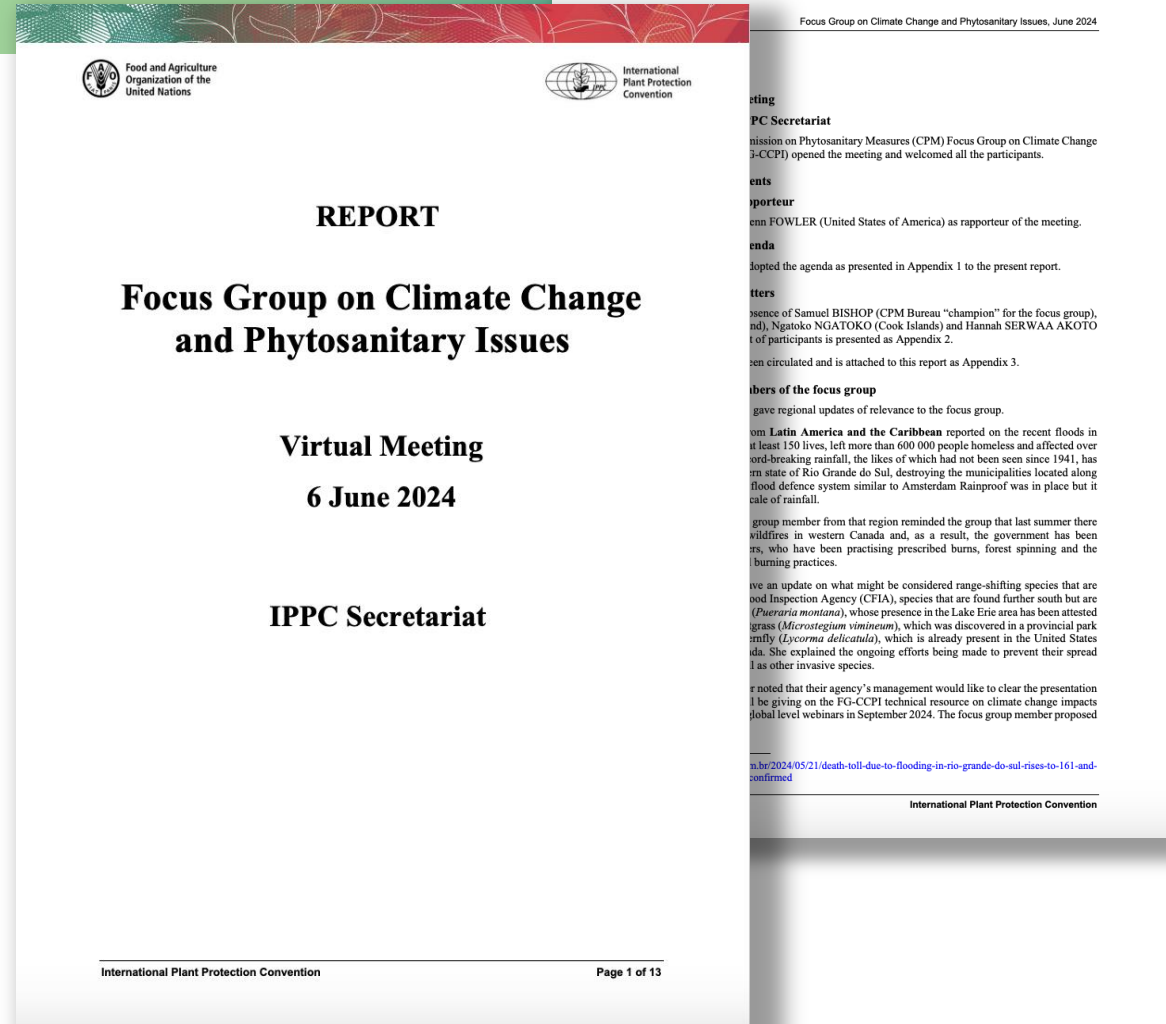 Food and Agriculture
Organization of the
United Nations
FAO
FIAT PANIS
IPPC
International
Plant Protection
Convention
REPORT
Focus Group on Climate Change
and Phytosanitary Issues
Virtual Meeting
6 June 2024
IPPC Secretariat
International Plant Protection Convention
Page 1 of 13
Focus Group on Climate Change and Phytosanitary Issues, June 2024
eting
PC Secretariat
mission on Phytosanitary Measures (CPM) Focus Group on Climate Change
G-CCPI) opened the meeting and welcomed all the participants.
ents
pporteur
enn FOWLER (United States of America) as rapporteur of the meeting.
enda
dopted the agenda as presented in Appendix 1 to the present report.
tters
bsence of Samuel BISHOP (CPM Bureau “champion” for the focus group),
nd), Ngatoko NGATOKO (Cook Islands) and Hannah SERWAA AKOTO
t of participants is presented as Appendix 2.
een circulated and is attached to this report as Appendix 3.
bers of the focus group
gave regional updates of relevance to the focus group.
om Latin America and the Caribbean reported on the recent floods in
at least 150 lives, left more than 600 000 people homeless and affected over
cord-breaking rainfall, the likes of which had not been seen since 1941, has
ern state of Rio Grande do Sul, destroying the municipalities located along
flood defence system similar to Amsterdam Rainproof was in place but it
cale of rainfall.
group member from that region reminded the group that last summer there
wildfires in western Canada and, as a result, the government has been
ers, who have been practising prescribed burns, forest spinning and the
l burning practices.
ave an update on what might be considered range-shifting species that are
ood Inspection Agency (CFIA), species that are found further south but are
(Pueraria montana), whose presence in the Lake Erie area has been attested
tgrass (Microstegium vimineum), which was discovered in a provincial park
ernfly (Lycorma delicatula), which is already present in the United States
ada. She explained the ongoing efforts being made to prevent their spread
l as other invasive species.
r noted that their agency’s management would like to clear the presentation
ll be giving on the FG-CCPI technical resource on climate change impacts
global level webinars in September 2024. The focus group member proposed
m.br/2024/05/21/death-toll-due-to-flooding-in-rio-grande-do-sul-rises-to-161-and-
confirmed
International Plant Protection Convention